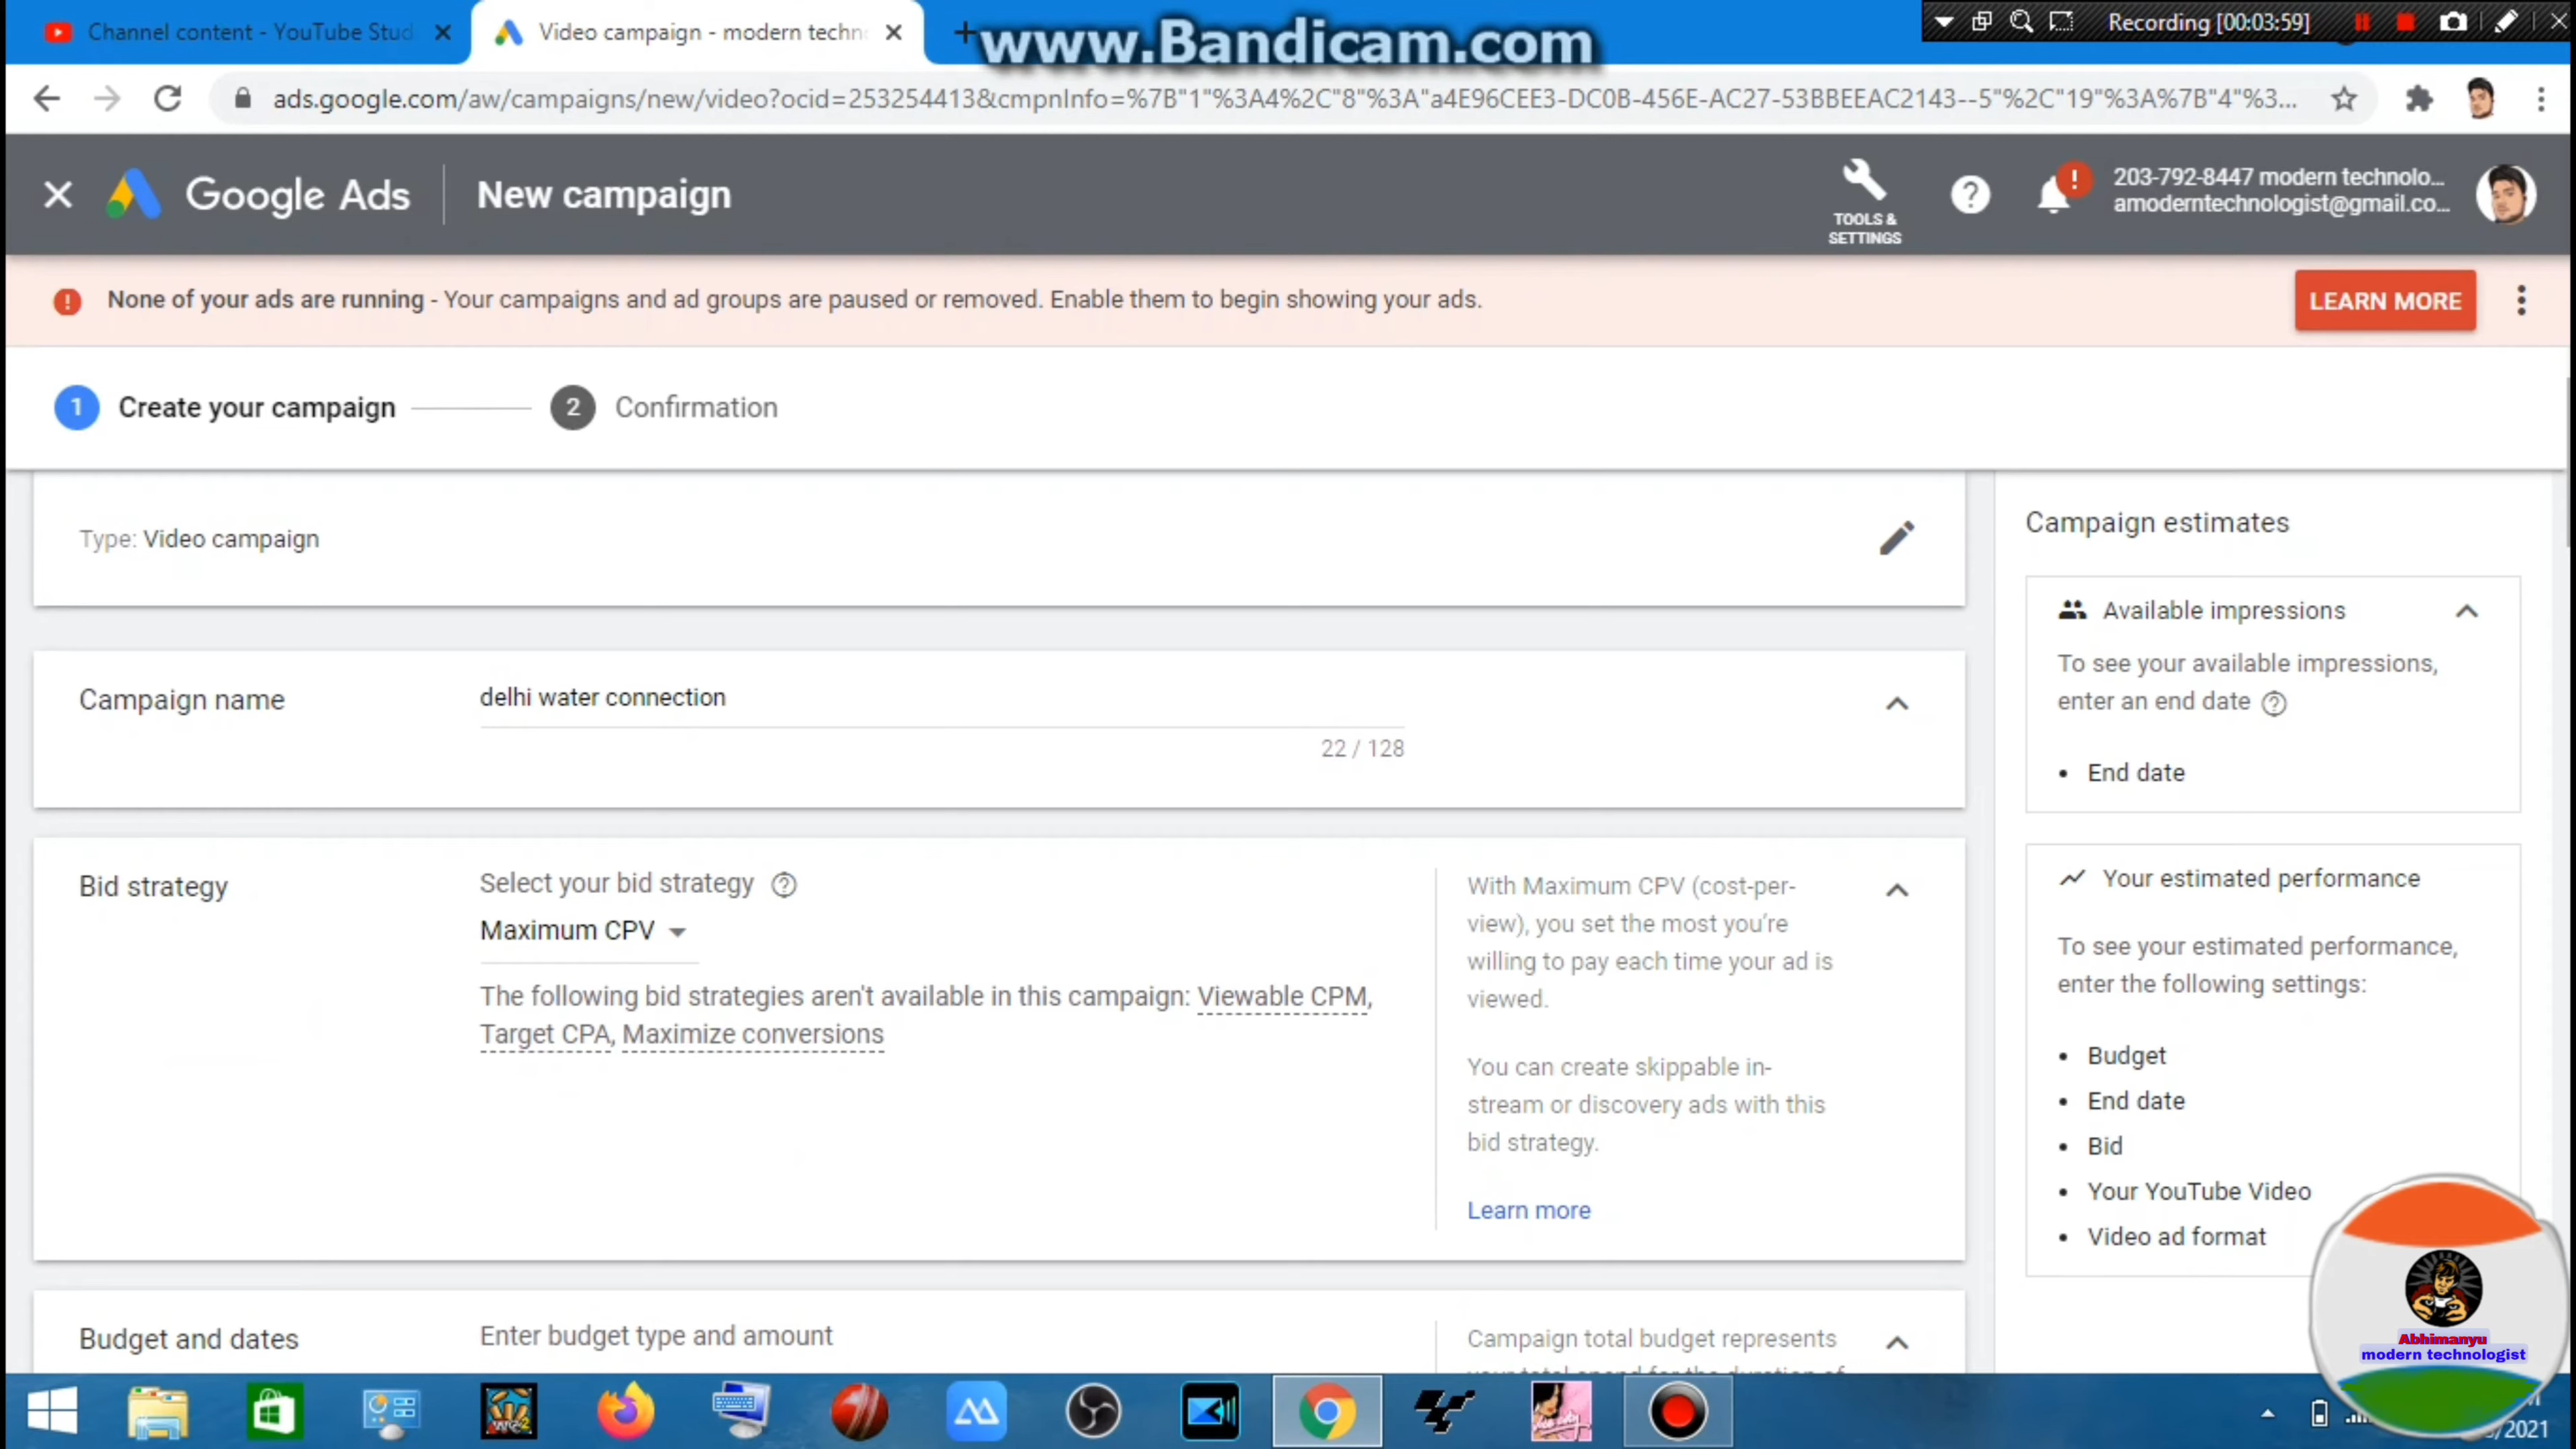 Channel content - YouTube Stud
Video campaign - modern techn
www.Bandicam.com
Recording [00:03:59]
ads.google.com/aw/campaigns/new/video?ocid=253254413&cmpnInfo=%7B"1"%3A4%2C"8"%3A"a4E96CEE3-DC0B-456E-AC27-53BBEEAC2143--5"%2C"19"%3A%7B"4"%3...
Google Ads
New campaign
TOOLS &
SETTINGS
203-792-8447 modern technolo...
amoderntechnologist@gmail.co...
None of your ads are running - Your campaigns and ad groups are paused or removed. Enable them to begin showing your ads.
LEARN MORE
1 Create your campaign
2 Confirmation
Type: Video campaign
Campaign name
delhi water connection
22 / 128
Bid strategy
Select your bid strategy
Maximum CPV
The following bid strategies aren't available in this campaign: Viewable CPM,
Target CPA, Maximize conversions
With Maximum CPV (cost-per-
view), you set the most you're
willing to pay each time your ad is
viewed.
You can create skippable in-
stream or discovery ads with this
bid strategy.
Learn more
Budget and dates
Enter budget type and amount
Campaign total budget represents
Campaign estimates
Available impressions
To see your available impressions,
enter an end date
• End date
Your estimated performance
To see your estimated performance,
enter the following settings:
• Budget
• End date
• Bid
• Your YouTube Video
• Video ad format
Abhimanyu
modern technologist
/2021